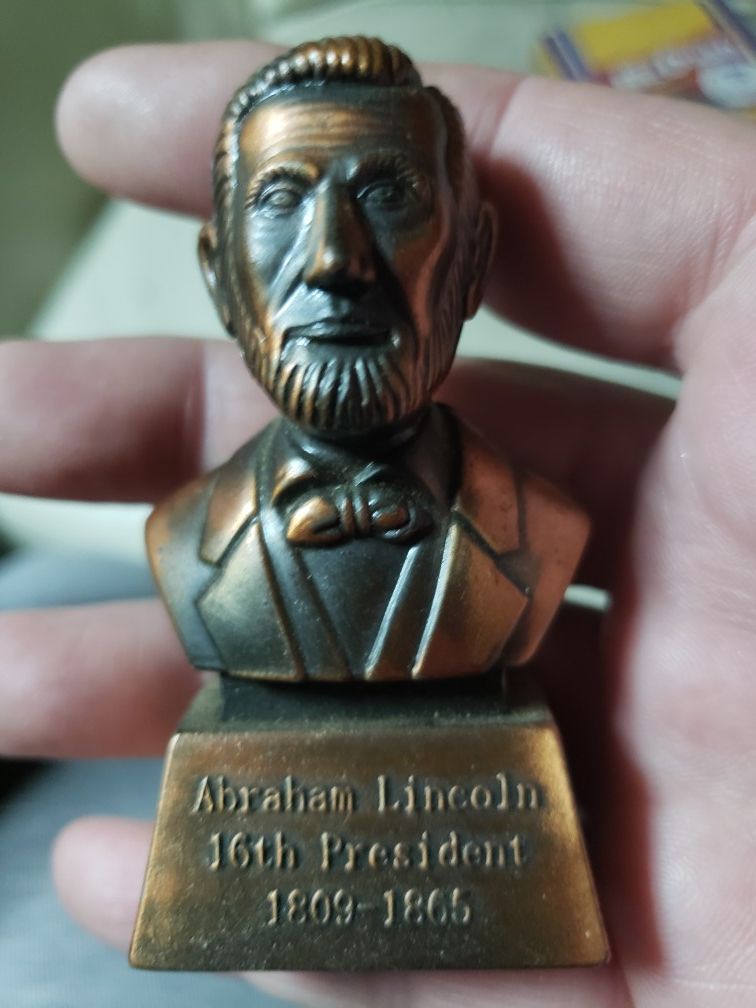 Abraham Lincoln
16th President
1809-1865